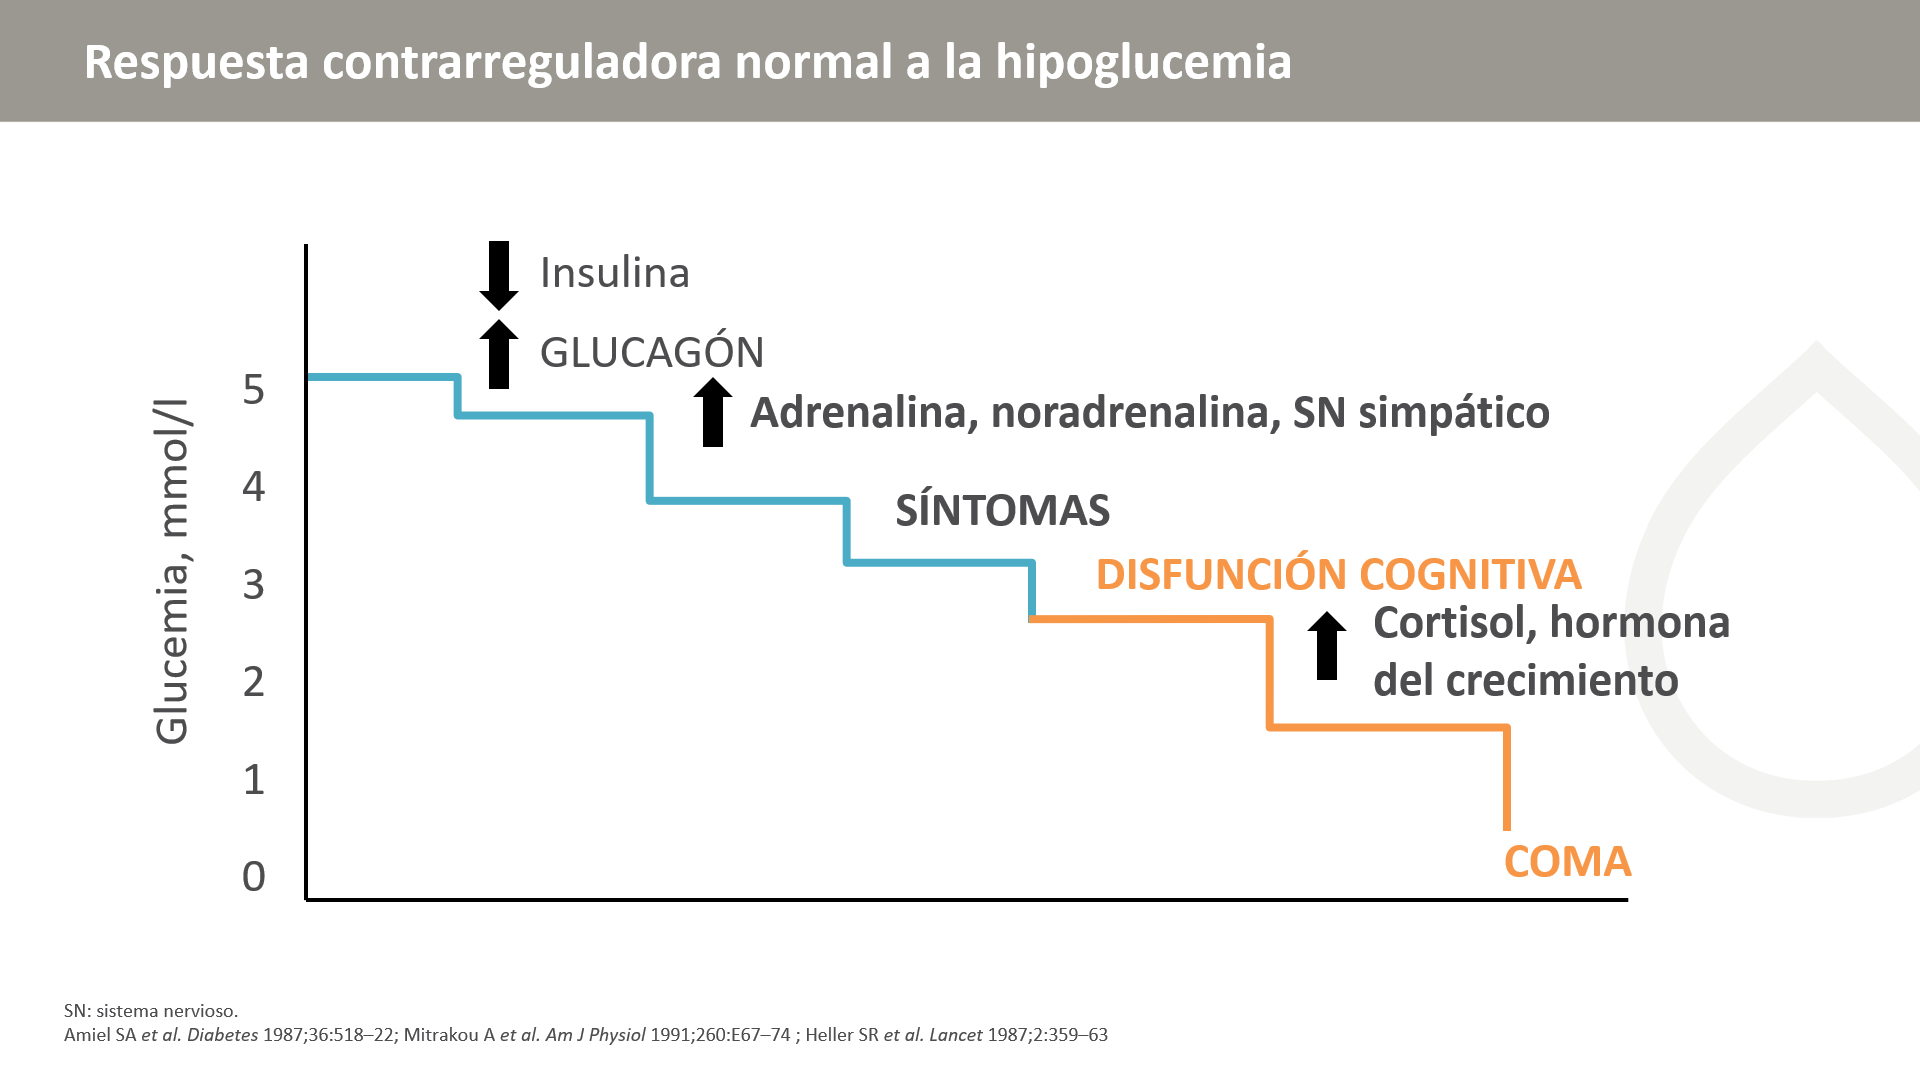 Respuesta contrarreguladora normal a la hipoglucemia
Insulina
GLUCAGÓN
Adrenalina, noradrenalina, SN simpático
SÍNTOMAS
DISFUNCIÓN COGNITIVA
Cortisol, hormona
del crecimiento
COMA
Glucemia, mmol/l
5
4
3
2
1
0
SN: sistema nervioso.
Amiel SA et al. Diabetes 1987;36:518–22; Mitrakou A et al. Am J Physiol 1991;260:E67–74 ; Heller SR et al. Lancet 1987;2:359–63